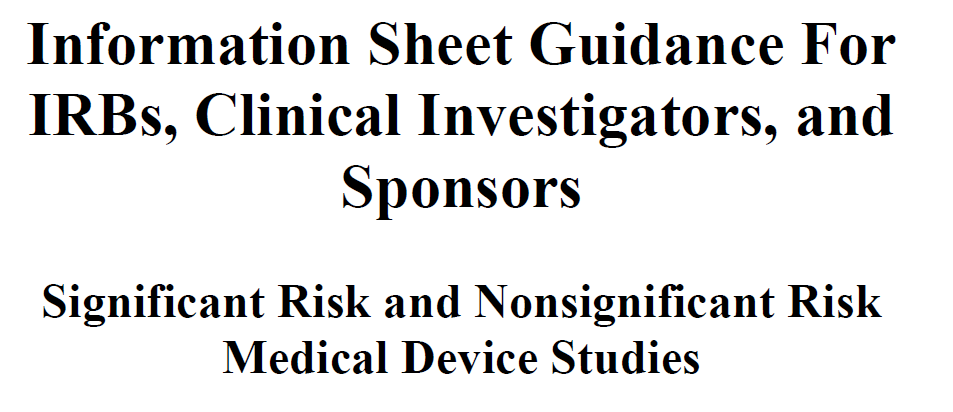 Information Sheet Guidance For
IRBs, Clinical Investigators, and
Sponsors
Significant Risk and Nonsignificant Risk
Medical Device Studies